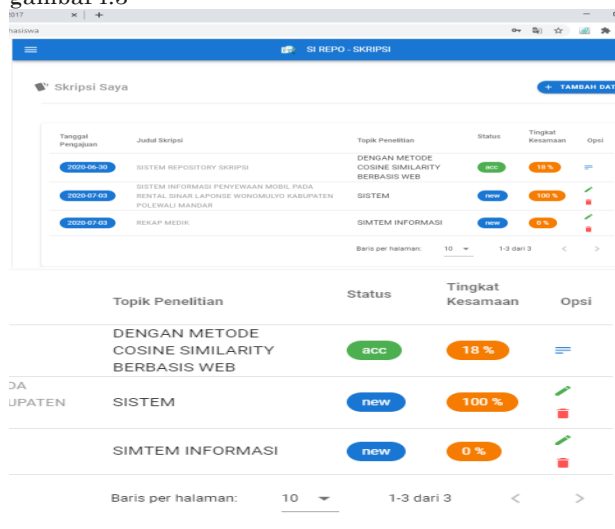 gambar 4.3
2017
hasiswa
SI REPO - SKRIPSI
Skripsi Saya
+ TAMBAH DAT
Tanggal Pengajuan Judul Skripsi Topik Penelitian Status Tingkat Kesamaan Opsi
2020-06-30 SISTEM REPOSITORY SKRIPSI DENGAN METODE COSINE SIMILARITY BERBASIS WEB acc 18 %
2020-07-03 SISTEM INFORMASI PENYEWAAN MOBIL PADA RENTAL SINAR LAPONSE WONOMULYO KABUPATEN POLEWALI MANDAR SISTEM new 100 %
2020-07-03 REKAP MEDIK SIMTEM INFORMASI new 0 %
Baris per halaman: 10 1-3 dari 3 < >
Topik Penelitian Status Tingkat Kesamaan Opsi
DENGAN METODE COSINE SIMILARITY BERBASIS WEB acc 18 %
DA
UPATEN SISTEM new 100 %
SIMTEM INFORMASI new 0 %
Baris per halaman: 10 1-3 dari 3 < >